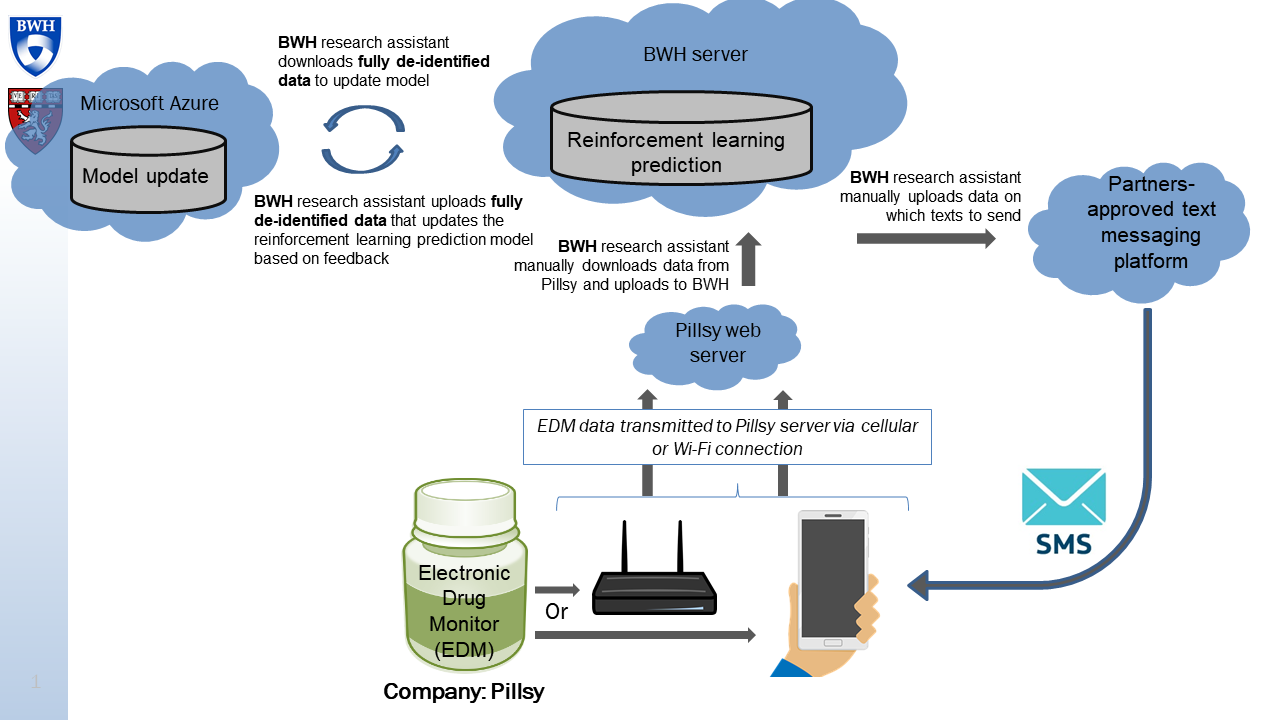 BWH
BWH research assistant
downloads fully de-identified
data to update model
BWH server
Microsoft Azure
Model update
Reinforcement learning
prediction
BWH research assistant uploads fully
de-identified data that updates the
reinforcement learning prediction model
based on feedback
BWH research assistant
manually uploads data on
which texts to send
Partners-
approved text
messaging
platform
BWH research assistant
manually downloads data from
Pillsy and uploads to BWH
Pillsy web
server
EDM data transmitted to Pillsy server via cellular
or Wi-Fi connection
SMS
Electronic
Drug
Monitor
(EDM)
Or
Company: Pillsy
1